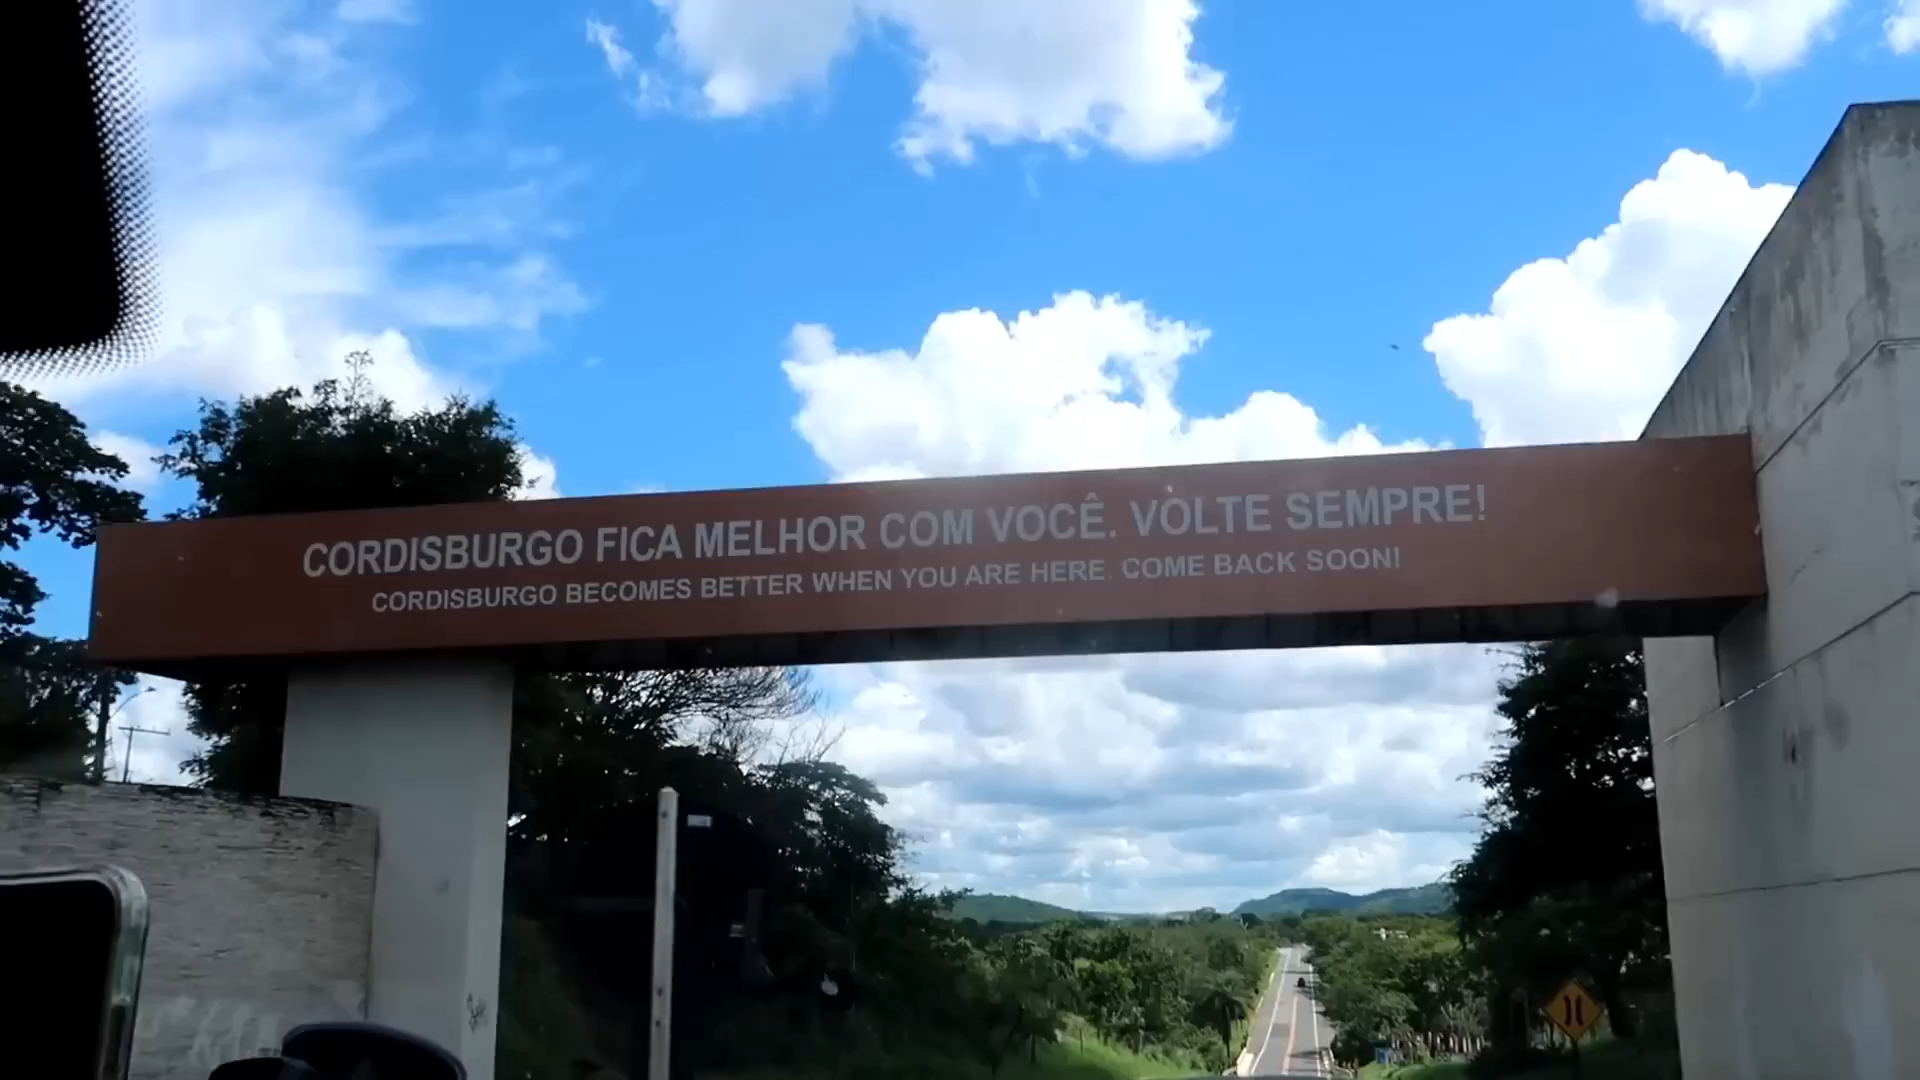 CORDISBURGO FICA MELHOR COM VOCÊ. VOLTE SEMPRE!
CORDISBURGO BECOMES BETTER WHEN YOU ARE HERE. COME BACK SOON!